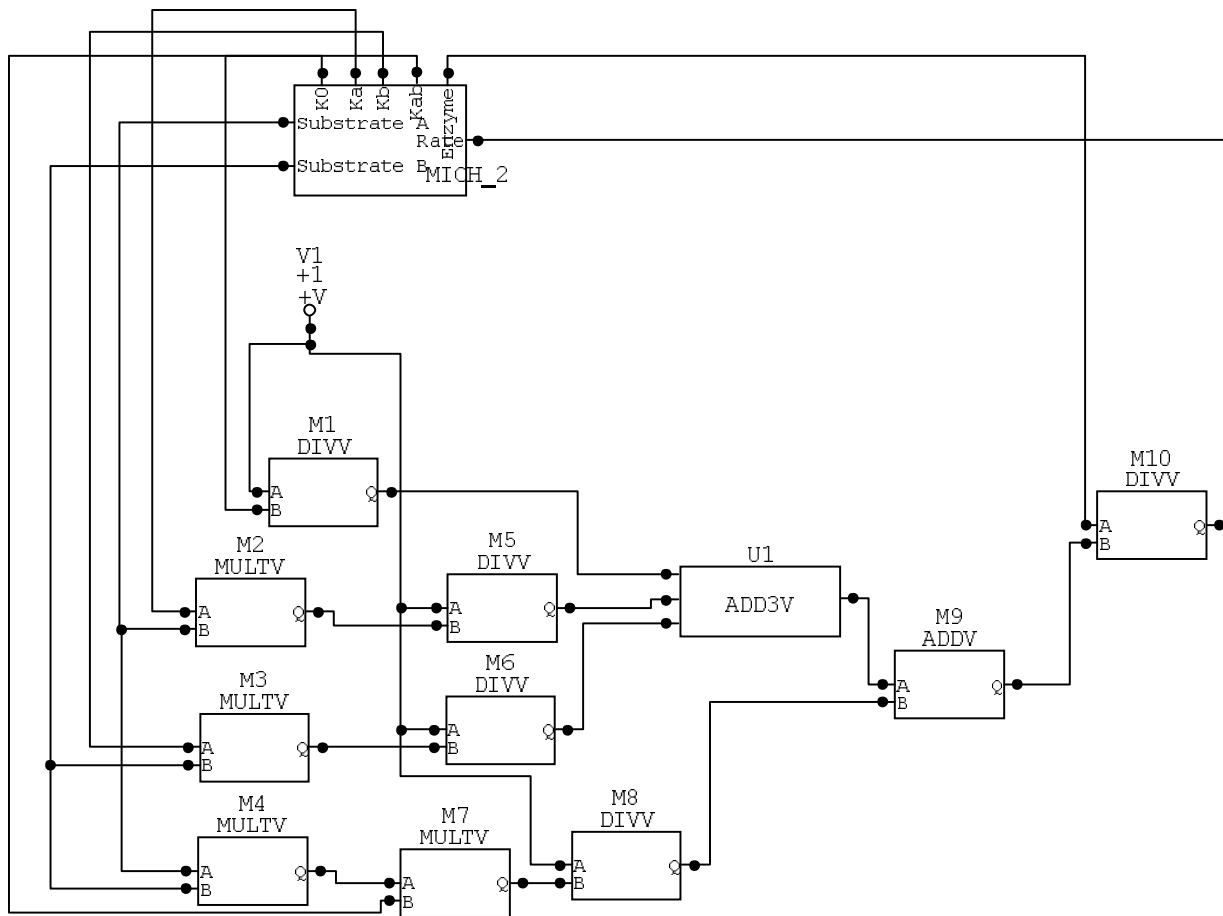 K0
Ka
Kb
Kab
Enzyme
Substrate A
Rate
Substrate B
MICH_2
V1
+1
+V
M1
DIVV
A
B
Q
M10
DIVV
A
B
Q
M2
MULTV
A
B
Q
M5
DIVV
A
B
Q
U1
ADD3V
M9
ADDV
A
B
Q
M3
MULTV
A
B
Q
M6
DIVV
A
B
Q
M4
MULTV
A
B
Q
M7
MULTV
A
B
Q
M8
DIVV
A
B
Q